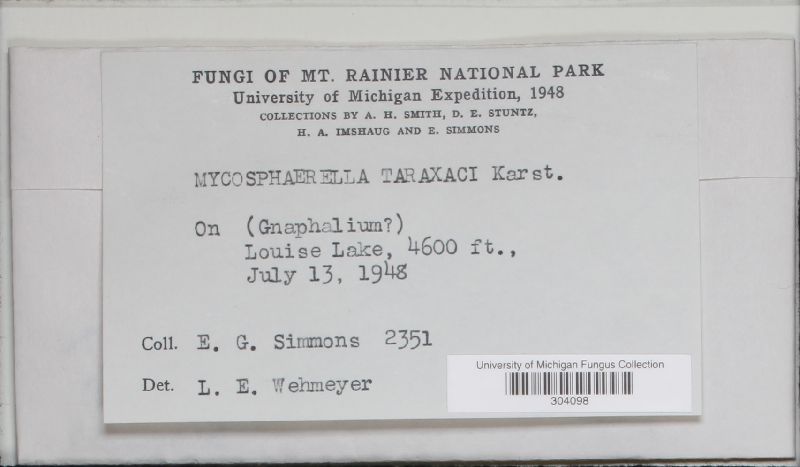 FUNGI OF MT. RAINIER NATIONAL PARK
University of Michigan Expedition, 1948
COLLECTIONS BY A. H. SMITH, D. E. STUNTZ,
H. A. IMSHAUG AND E. SIMMONS
MYCOSPHAERELLA TARAXACI Karst.
On (Gnaphalium?)
Louise Lake, 4600 ft.,
July 13, 1948
Coll. E. G. Simmons 2351
Det. L. E. Wehmeyer
University of Michigan Fungus Collection
304098